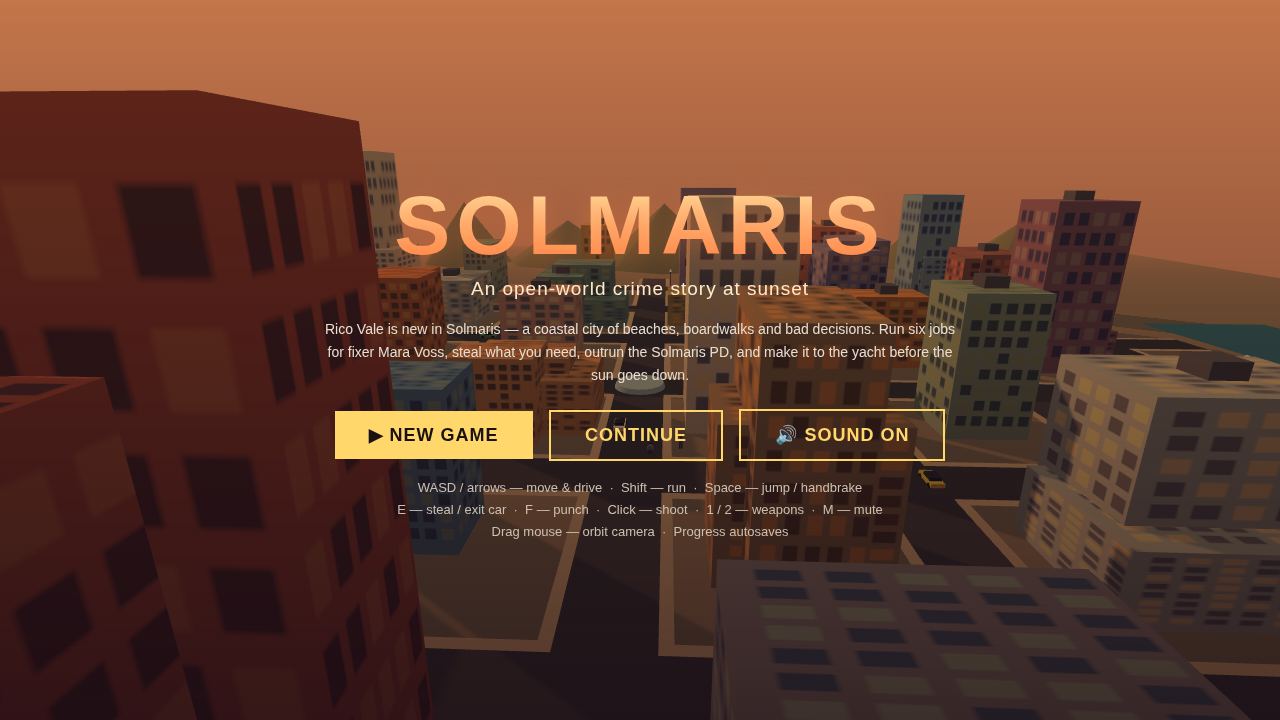 SOLMARIS
An open-world crime story at sunset
Rico Vale is new in Solmaris — a coastal city of beaches, boardwalks and bad decisions. Run six jobs
for fixer Mara Voss, steal what you need, outrun the Solmaris PD, and make it to the yacht before the
sun goes down.
▶ NEW GAME
CONTINUE
🔊 SOUND ON
WASD / arrows — move & drive · Shift — run · Space — jump / handbrake
E — steal / exit car · F — punch · Click — shoot · 1 / 2 — weapons · M — mute
Drag mouse — orbit camera · Progress autosaves